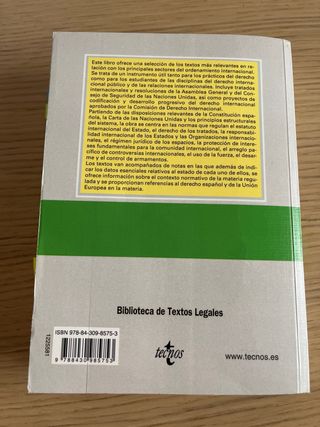 Este libro ofrece una selección de los textos más relevantes en re-
lación con los principales sectores del ordenamiento internacional.
Se trata de un instrumento útil tanto para los prácticos del derecho
como para los estudiantes de las disciplinas del derecho interna-
cional público y de las relaciones internacionales. Incluye tratados
internacionales y resoluciones de la Asamblea General y del Con-
sejo de Seguridad de las Naciones Unidas, así como proyectos de
codificación y desarrollo progresivo del derecho internacional
aprobados por la Comisión de Derecho Internacional.
Partiendo de las disposiciones relevantes de la Constitución espa-
ñola, la Carta de las Naciones Unidas y los principios estructurales
del sistema, la obra se centra en las normas que regulan el estatuto
internacional del Estado, el derecho de los tratados, la responsabi-
lidad internacional de los Estados y las Organizaciones internacio-
nales, el régimen jurídico de los espacios, la protección de intere-
ses fundamentales para la comunidad internacional, el arreglo pa-
cífico de controversias internacionales, el uso de la fuerza, el desar-
me y el control de armamentos.
Los textos van acompañados de notas en las que además de indi-
car los datos esenciales relativos al estado de cada uno de ellos, se
ofrece información sobre el contexto normativo de la materia regu-
lada y se proporcionan referencias al derecho español y de la Unión
Europea en la materia.
Biblioteca de Textos Legales
ISBN 978-84-309-8575-3
9 788430 985753
1225581
tecnos
www.tecnos.es